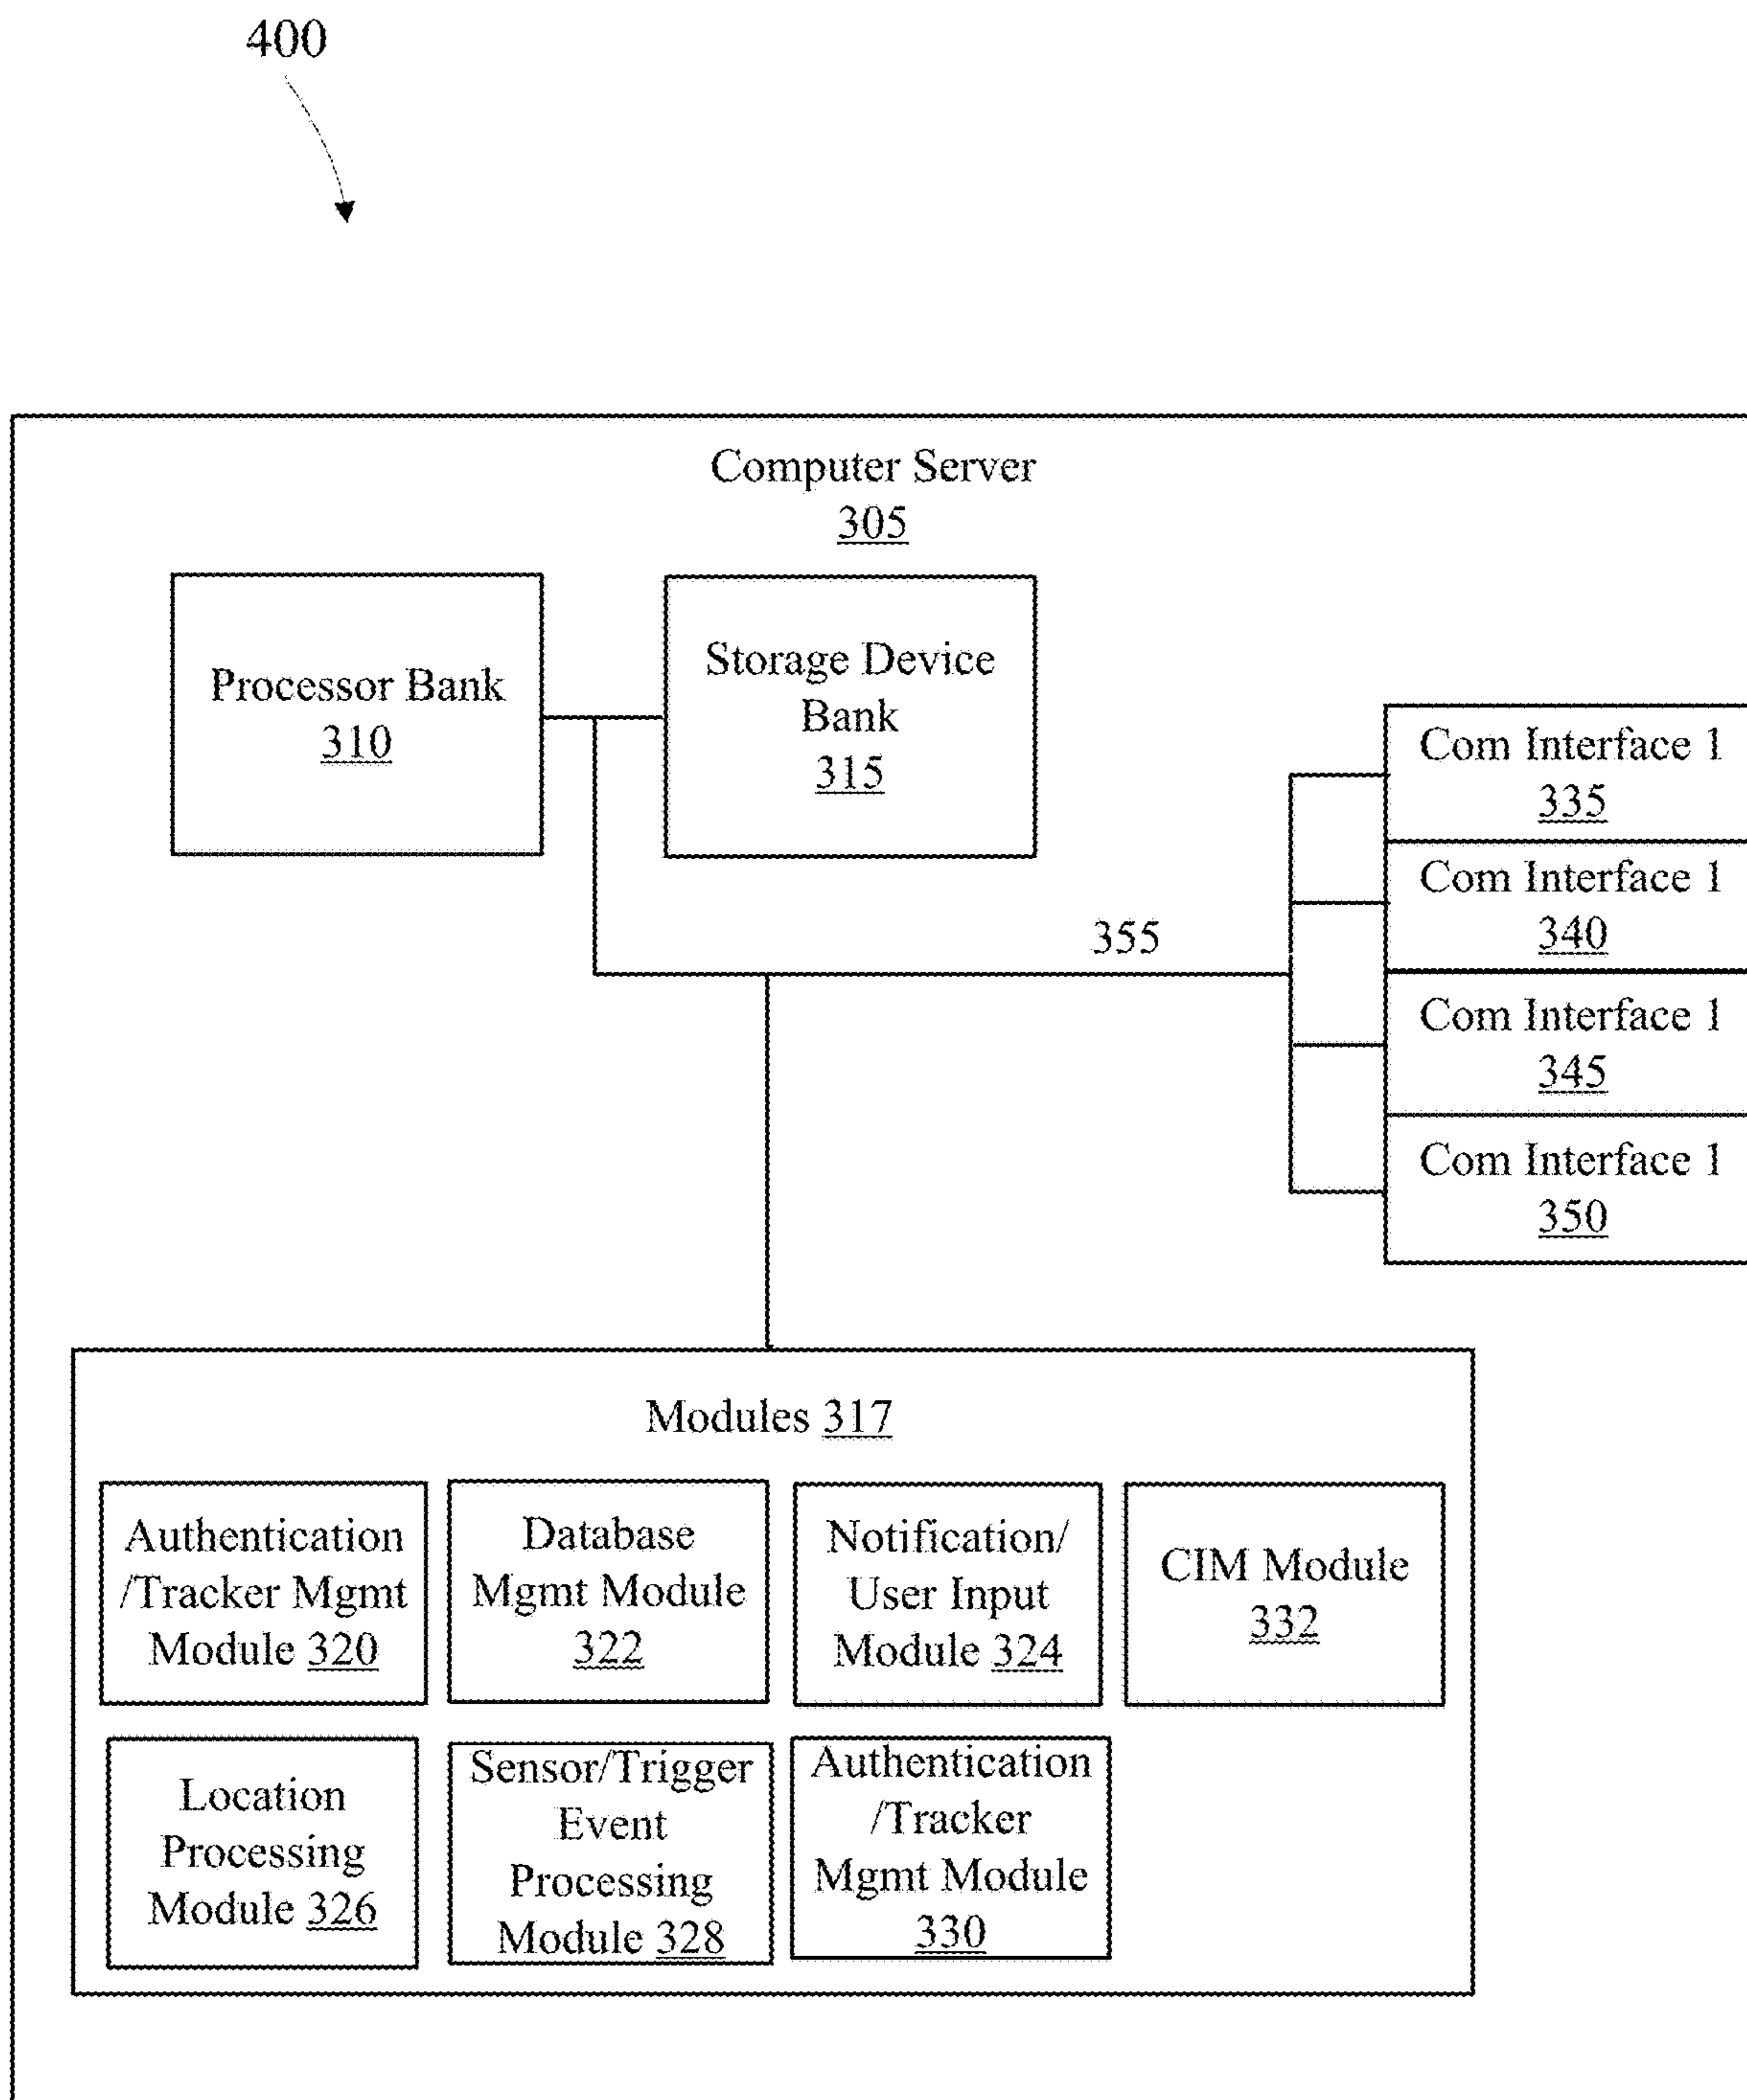 400
Computer Server
305
Processor Bank
310
Storage Device
Bank
315
Com Interface 1
335
Com Interface 1
340
355
Com Interface 1
345
Com Interface 1
350
Modules 317
Authentication
/Tracker Mgmt
Module 320
Database
Mgmt Module
322
Notification/
User Input
Module 324
CIM Module
332
Location
Processing
Module 326
Sensor/Trigger
Event
Processing
Module 328
Authentication
/Tracker
Mgmt Module
330